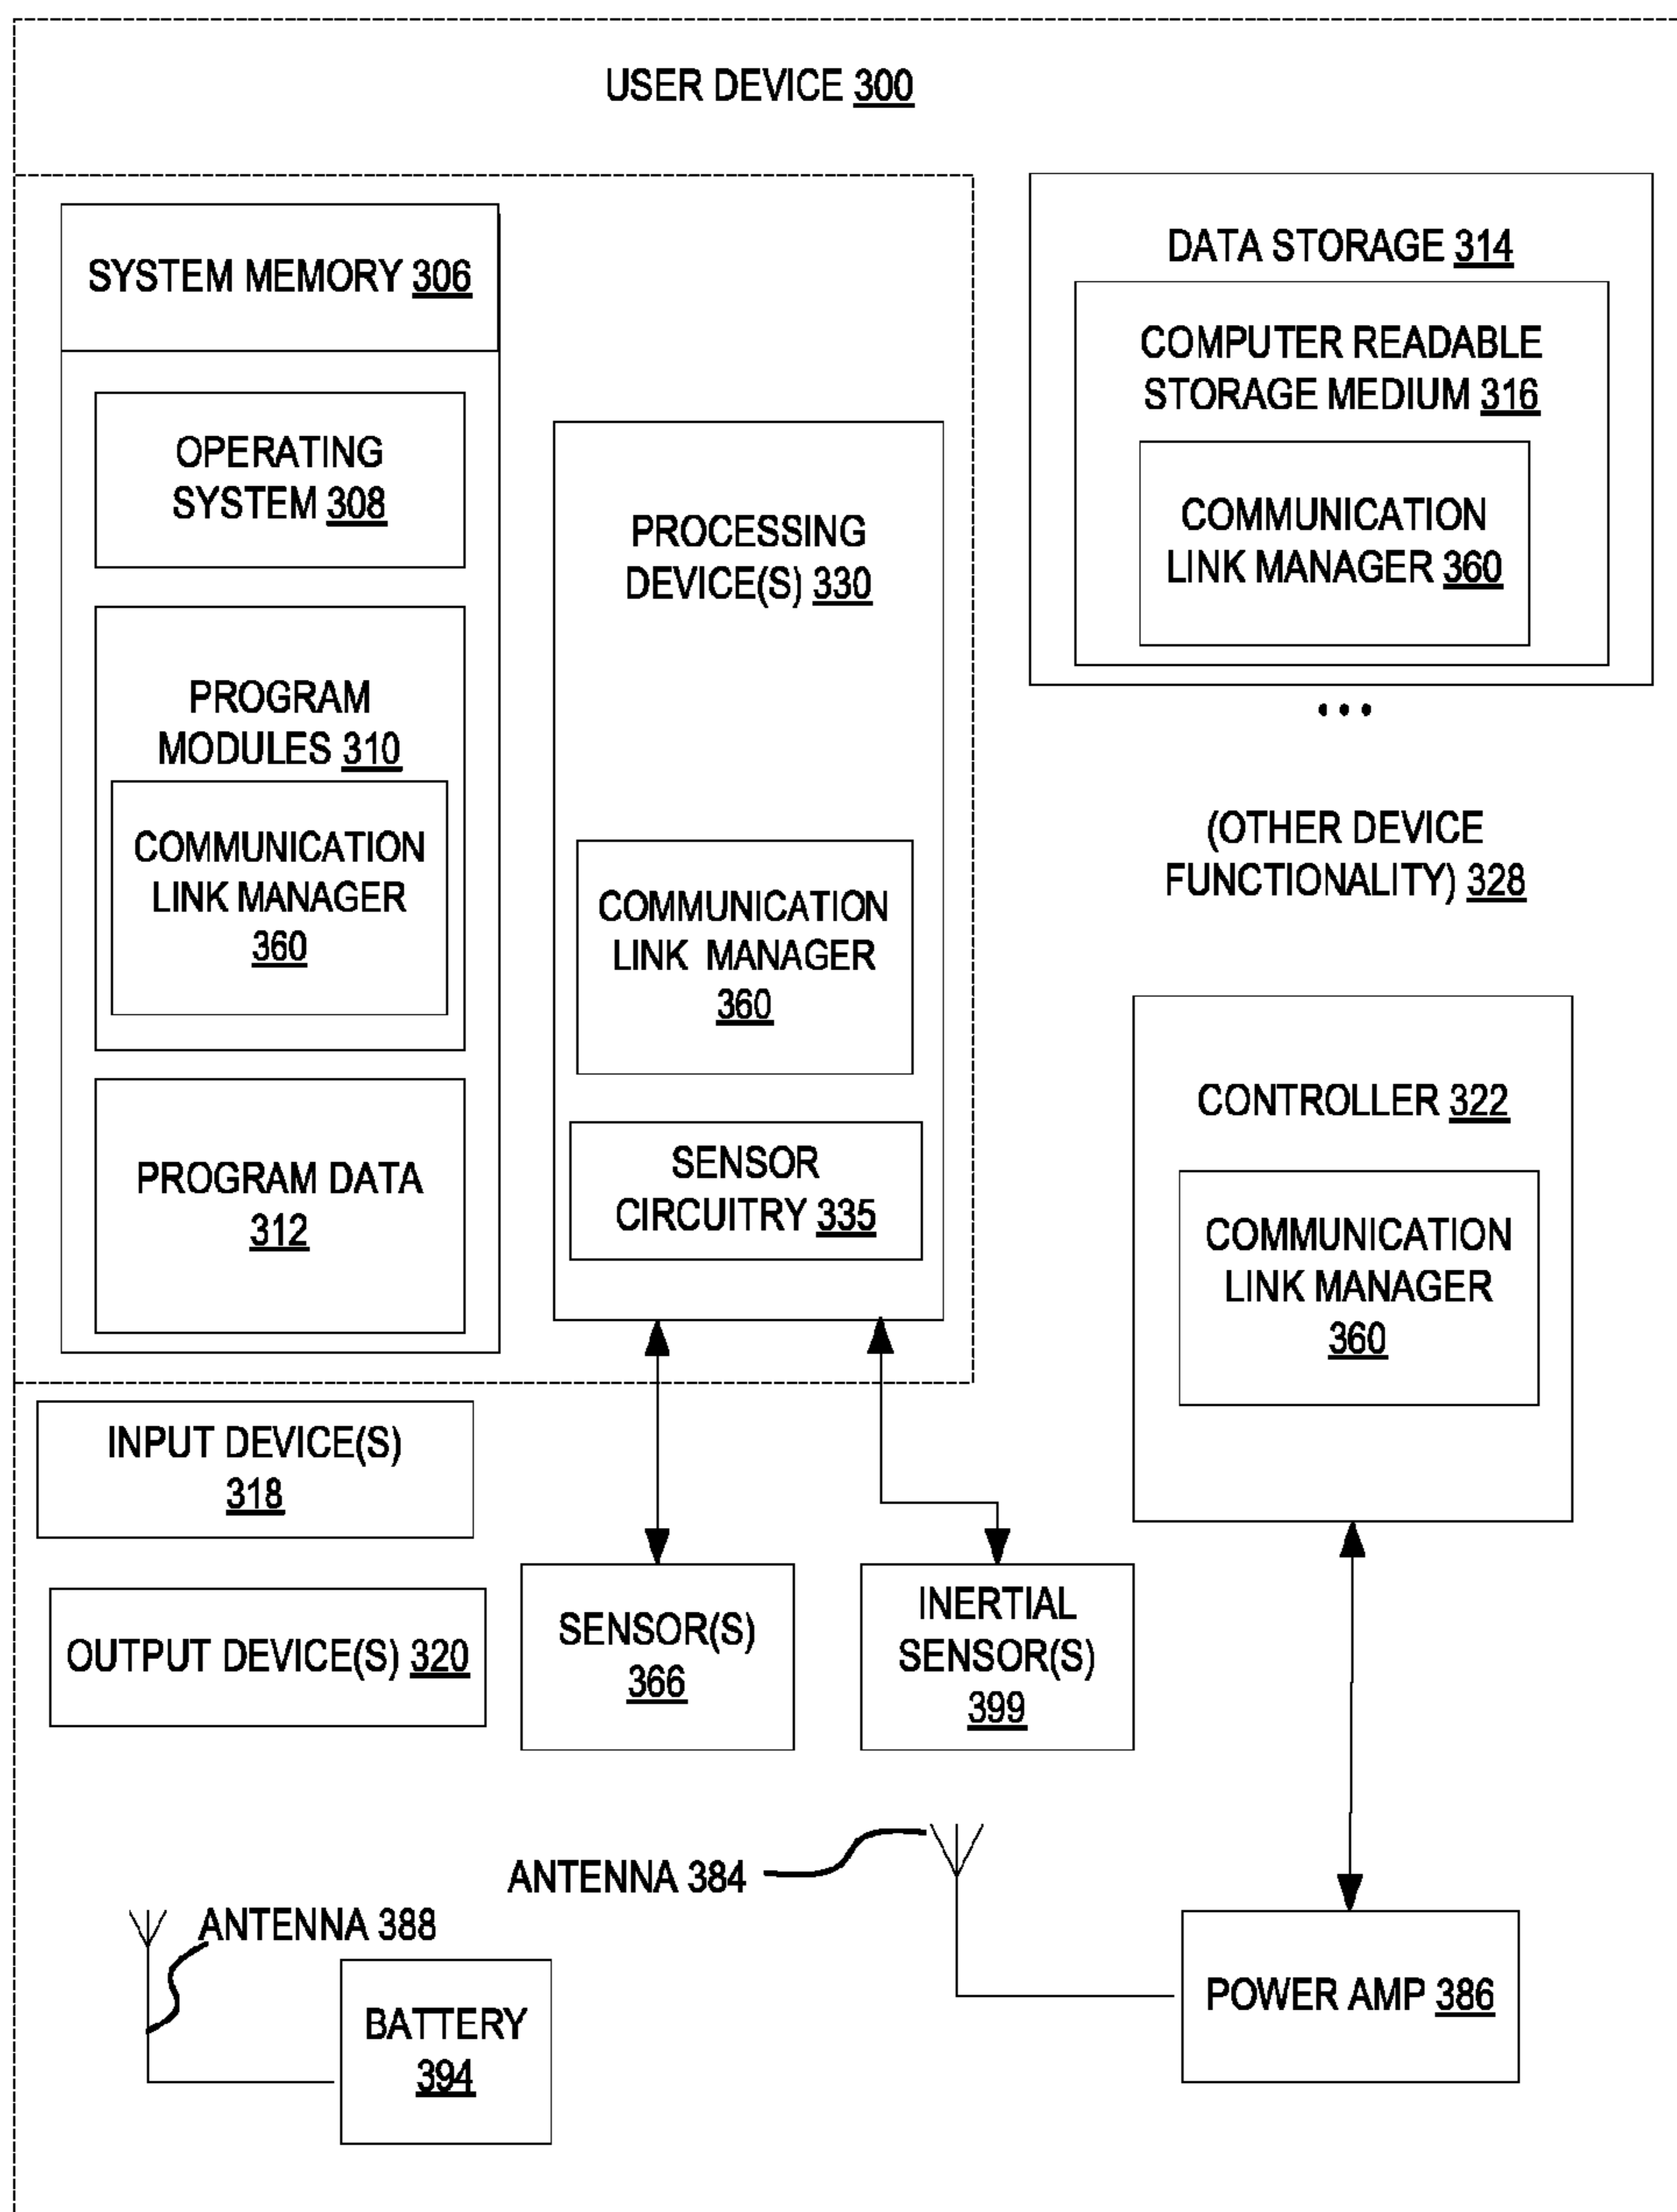 USER DEVICE 300
SYSTEM MEMORY 306
OPERATING
SYSTEM 308
PROGRAM
MODULES 310
COMMUNICATION
LINK MANAGER
360
PROGRAM DATA
312
PROCESSING
DEVICE(S) 330
COMMUNICATION
LINK MANAGER
360
SENSOR
CIRCUITRY 335
DATA STORAGE 314
COMPUTER READABLE
STORAGE MEDIUM 316
COMMUNICATION
LINK MANAGER 360
...
(OTHER DEVICE
FUNCTIONALITY) 328
CONTROLLER 322
COMMUNICATION
LINK MANAGER
360
INPUT DEVICE(S)
318
OUTPUT DEVICE(S) 320
SENSOR(S)
366
INERTIAL
SENSOR(S)
399
ANTENNA 384
ANTENNA 388
BATTERY
394
POWER AMP 386